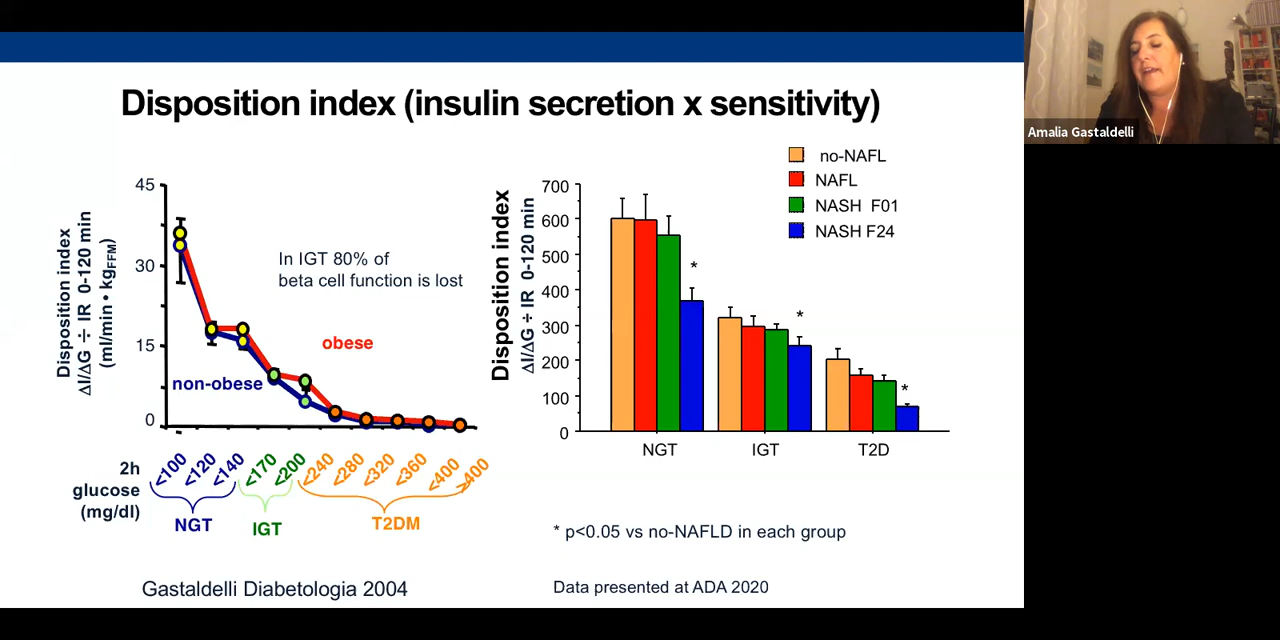 Disposition index (insulin secretion x sensitivity)
Amalia Gastaldelli
Disposition index
ΔI/ΔG ÷ IR 0-120 min
(ml/min • kgFFM)
45
30
15
0
In IGT 80% of
beta cell function is lost
obese
non-obese
2h
glucose
(mg/dl)
<100
<120
<140
<170
<200
<240
<280
<320
<360
<400
>400
NGT
IGT
T2DM
Gastaldelli Diabetologia 2004
no-NAFL
NAFL
NASH F01
NASH F24
Disposition index
ΔI/ΔG ÷ IR 0-120 min
700
600
500
400
300
200
100
0
*
*
*
NGT
IGT
T2D
* p<0.05 vs no-NAFLD in each group
Data presented at ADA 2020